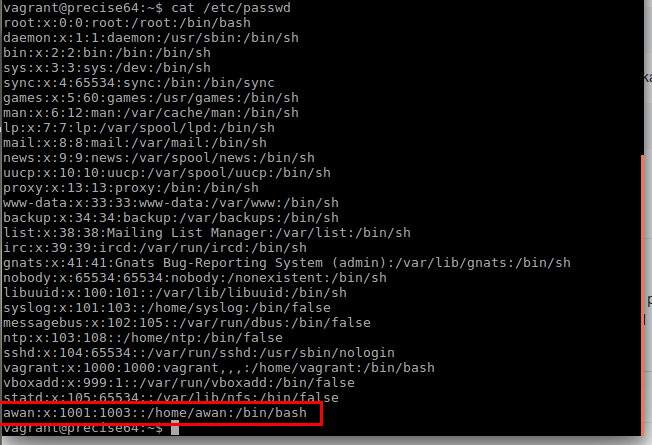 vagrant@precise64:~$ cat /etc/passwd
root:x:0:0:root:/root:/bin/bash
daemon:x:1:1:daemon:/usr/sbin:/bin/sh
bin:x:2:2:bin:/bin:/bin/sh
sys:x:3:3:sys:/dev:/bin/sh
sync:x:4:65534:sync:/bin:/bin/sync
games:x:5:60:games:/usr/games:/bin/sh
man:x:6:12:man:/var/cache/man:/bin/sh
lp:x:7:7:lp:/var/spool/lpd:/bin/sh
mail:x:8:8:mail:/var/mail:/bin/sh
news:x:9:9:news:/var/spool/news:/bin/sh
uucp:x:10:10:uucp:/var/spool/uucp:/bin/sh
proxy:x:13:13:proxy:/bin:/bin/sh
www-data:x:33:33:www-data:/var/www:/bin/sh
backup:x:34:34:backup:/var/backups:/bin/sh
list:x:38:38:Mailing List Manager:/var/list:/bin/sh
irc:x:39:39:ircd:/var/run/ircd:/bin/sh
gnats:x:41:41:Gnats Bug-Reporting System (admin):/var/lib/gnats:/bin/sh
nobody:x:65534:65534:nobody:/nonexistent:/bin/sh
libuuid:x:100:101::/var/lib/libuuid:/bin/sh
syslog:x:101:103::/home/syslog:/bin/false
messagebus:x:102:105::/var/run/dbus:/bin/false
ntp:x:103:108::/home/ntp:/bin/false
sshd:x:104:65534::/var/run/sshd:/usr/sbin/nologin
vagrant:x:1000:1000:vagrant,,,:/home/vagrant:/bin/bash
vboxadd:x:999:1::/var/run/vboxadd:/bin/false
statd:x:105:65534::/var/lib/nfs:/bin/false
awan:x:1001:1003::/home/awan:/bin/bash
vagrant@precise64:~$